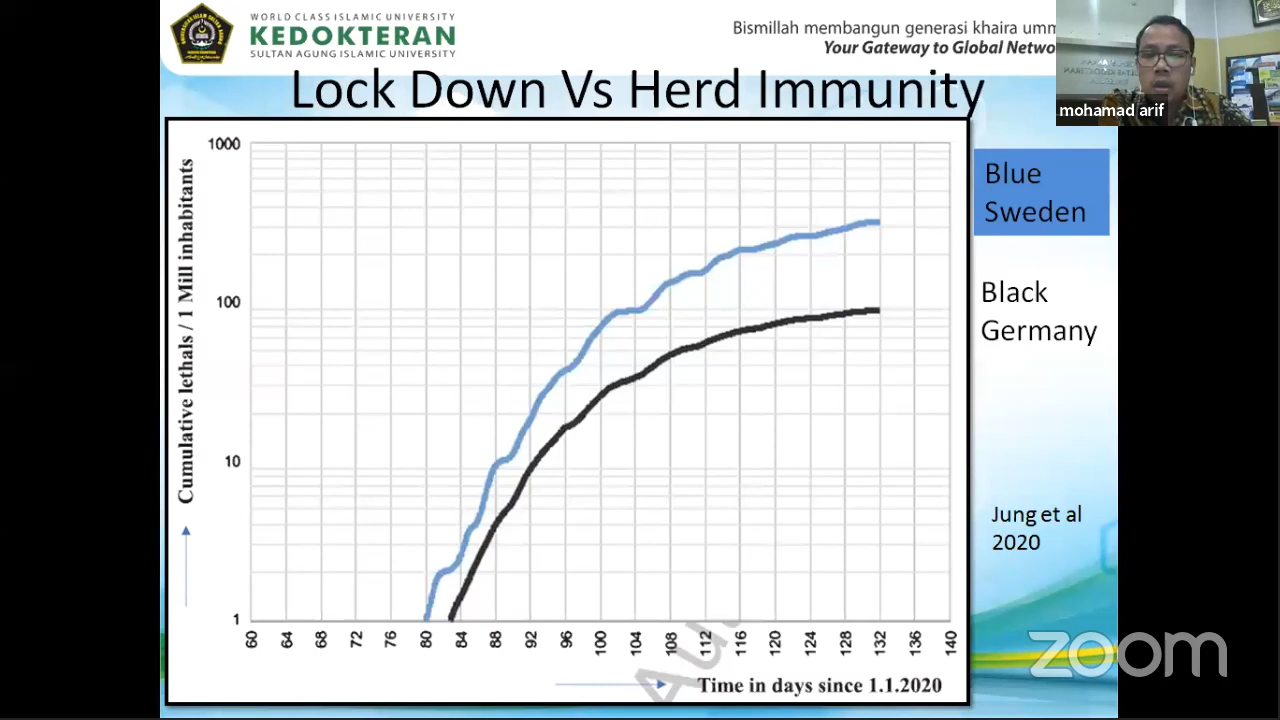 WORLD CLASS ISLAMIC UNIVERSITY
KEDOKTERAN
SULTAN AGUNG ISLAMIC UNIVERSITY
Bismillah membangun generasi khaira umm
Your Gateway to Global Netwo
Lock Down Vs Herd Immunity
mohamad arif
Cumulative lethals / 1 Mill inhabitants
1000
100
10
1
60 64 68 72 76 80 84 88 92 96 100 104 108 112 116 120 124 128 132 136 140
Time in days since 1.1.2020
Blue
Sweden
Black
Germany
Jung et al
2020
zoom